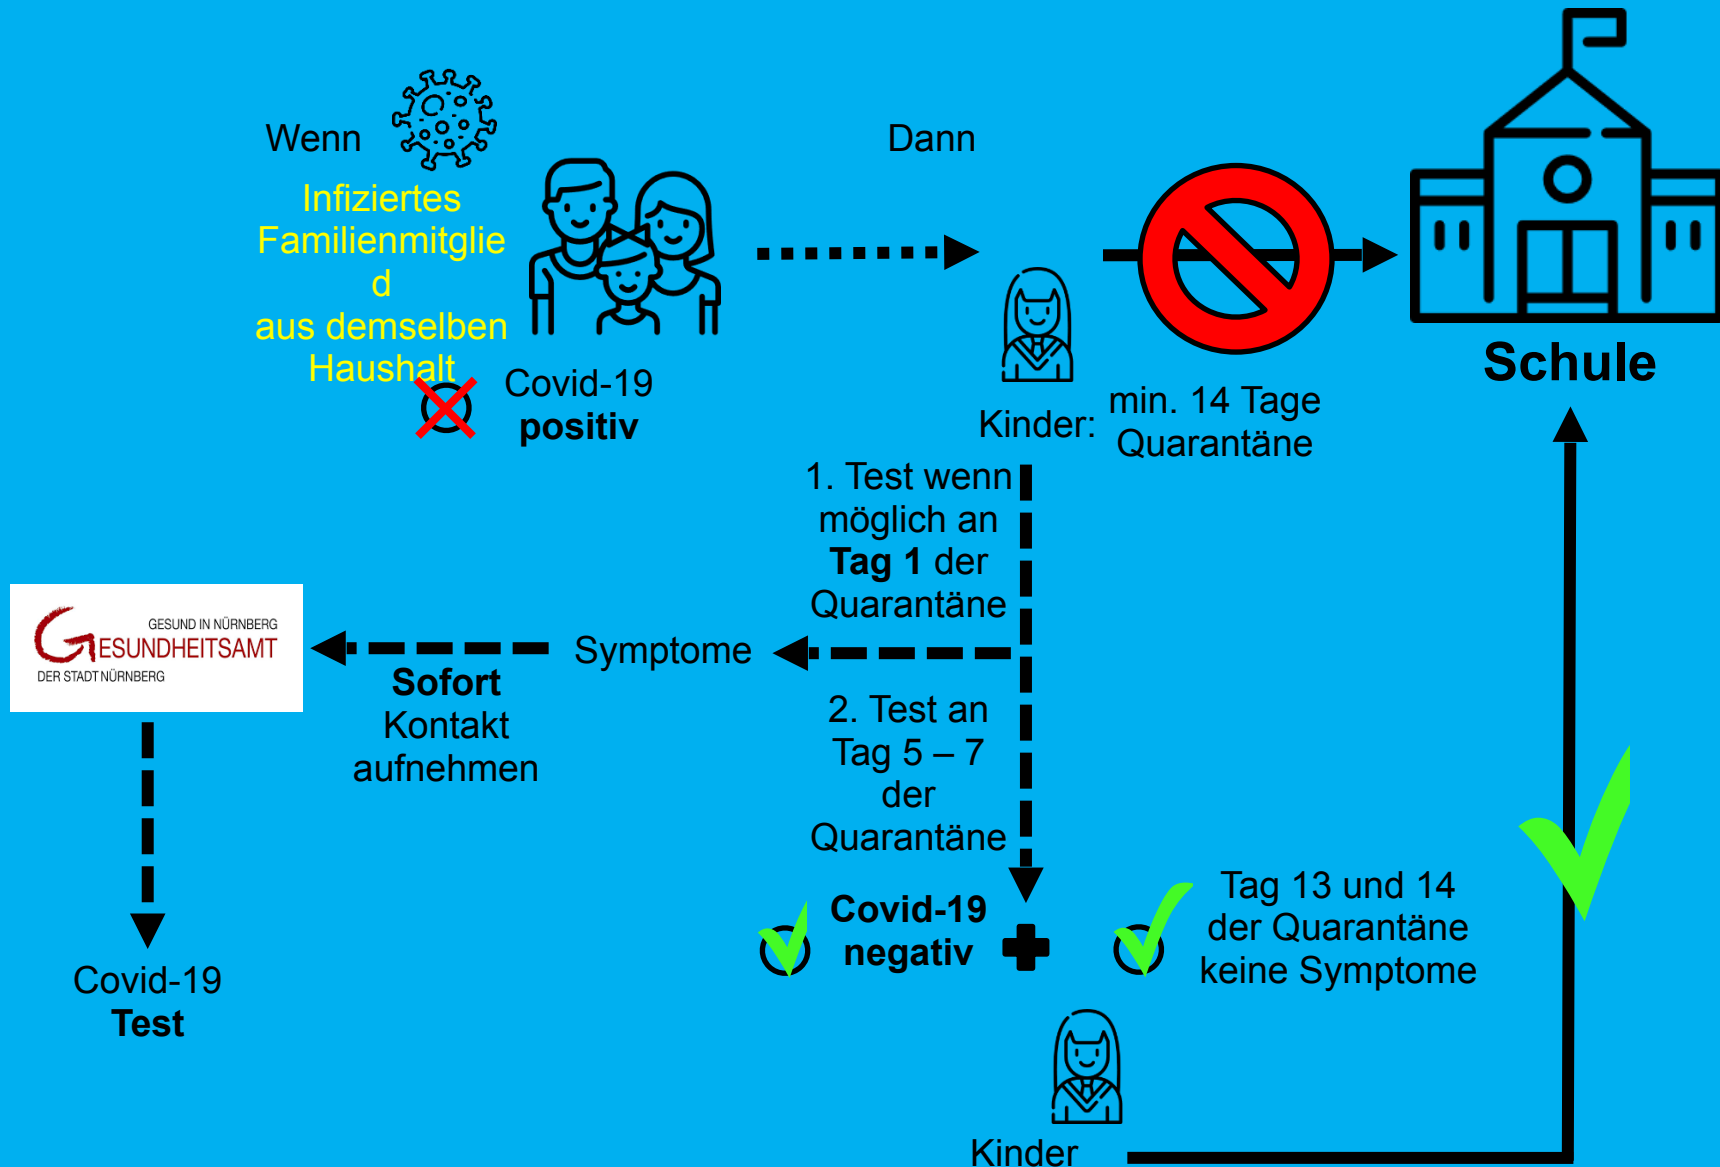 Wenn
Infiziertes
Familienmitglie
d
aus demselben
Haushalt
Covid-19
positiv
Dann
Schule
Kinder:
min. 14 Tage
Quarantäne
1. Test wenn
möglich an
Tag 1 der
Quarantäne
Symptome
Sofort
Kontakt
aufnehmen
GESUND IN NÜRNBERG
GESUNDHEITSAMT
DER STADT NÜRNBERG
Covid-19
Test
2. Test an
Tag 5 – 7
der
Quarantäne
Covid-19
negativ
Tag 13 und 14
der Quarantäne
keine Symptome
Kinder